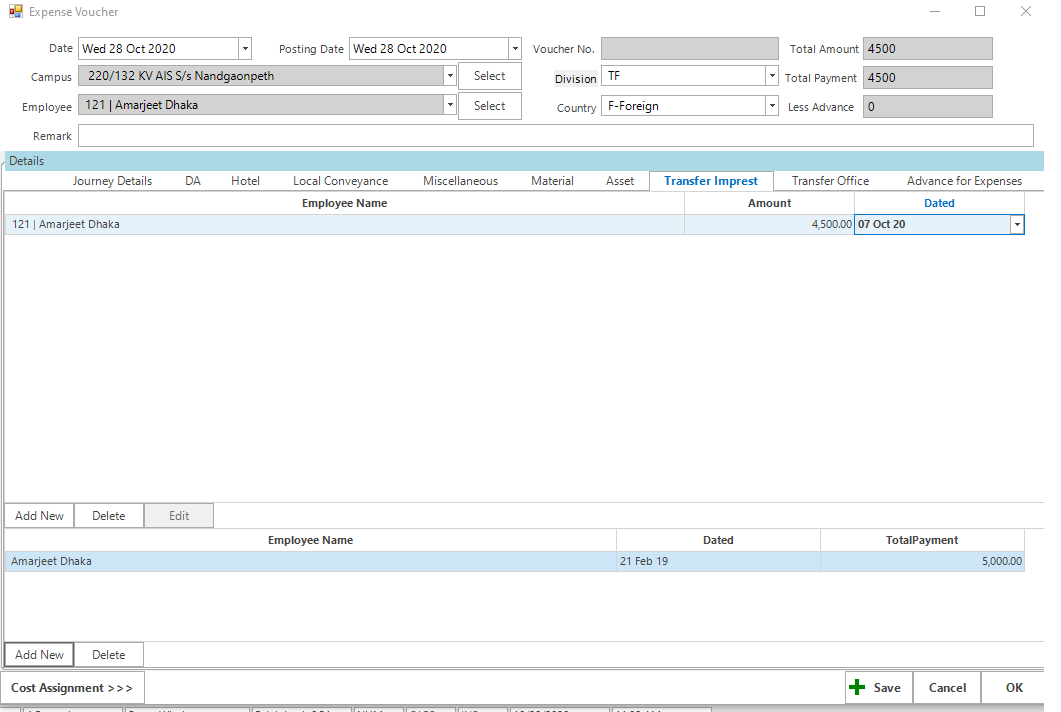 Expense Voucher
Date Wed 28 Oct 2020 Posting Date Wed 28 Oct 2020 Voucher No. Total Amount 4500
Campus 220/132 KV AIS S/s Nandgaonpeth Select Division TF Total Payment 4500
Employee 121 | Amarjeet Dhaka Select Country F-Foreign Less Advance 0
Remark
Details
Journey Details DA Hotel Local Conveyance Miscellaneous Material Asset Transfer Imprest Transfer Office Advance for Expenses
Employee Name Amount Dated
121 | Amarjeet Dhaka 4,500.00 07 Oct 20
Add New Delete Edit
Employee Name Dated TotalPayment
Amarjeet Dhaka 21 Feb 19 5,000.00
Add New Delete
Cost Assignment >>> Save Cancel OK